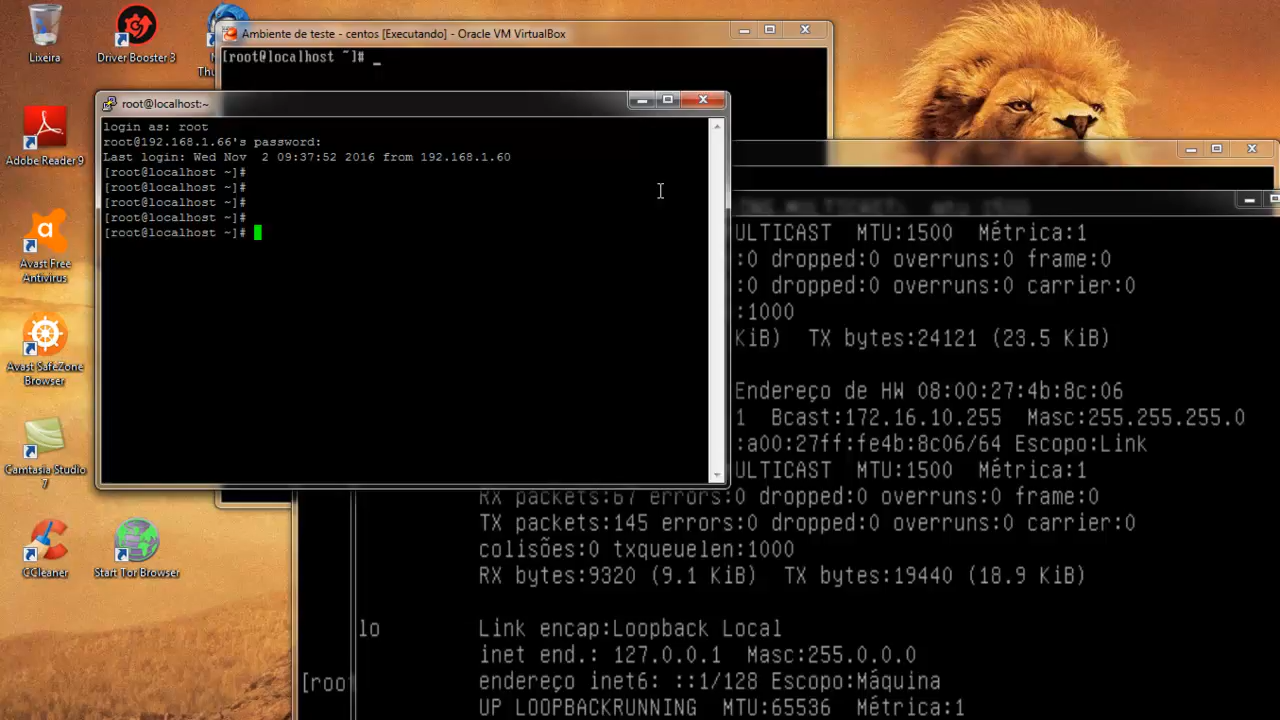 Lixeira
Driver Booster 3
Adobe Reader 9
Avast Free
Antivirus
Avast SafeZone
Browser
Camtasia Studio
7
CCleaner
Start Tor Browser
Ambiente de teste - centos [Executando] - Oracle VM VirtualBox
[root@localhost ~]# _
root@localhost:~
login as: root
root@192.168.1.66's password:
Last login: Wed Nov  2 09:37:52 2016 from 192.168.1.60
[root@localhost ~]#
[root@localhost ~]#
[root@localhost ~]#
[root@localhost ~]#
[root@localhost ~]#
ULTICAST  MTU:1500  Métrica:1
:0 dropped:0 overruns:0 frame:0
:0 dropped:0 overruns:0 carrier:0
:1000
KiB)  TX bytes:24121 (23.5 KiB)
Endereço de HW 08:00:27:4b:8c:06
1  Bcast:172.16.10.255  Masc:255.255.255.0
:a00:27ff:fe4b:8c06/64 Escopo:Link
ULTICAST  MTU:1500  Métrica:1
RX packets:67 errors:0 dropped:0 overruns:0 frame:0
TX packets:145 errors:0 dropped:0 overruns:0 carrier:0
colisões:0 txqueuelen:1000
RX bytes:9320 (9.1 KiB)  TX bytes:19440 (18.9 KiB)
lo Link encap:Loopback Local
inet end.: 127.0.0.1  Masc:255.0.0.0
[root endereço inet6: ::1/128 Escopo:Máquina
UP LOOPBACKRUNNING  MTU:65536  Métrica:1